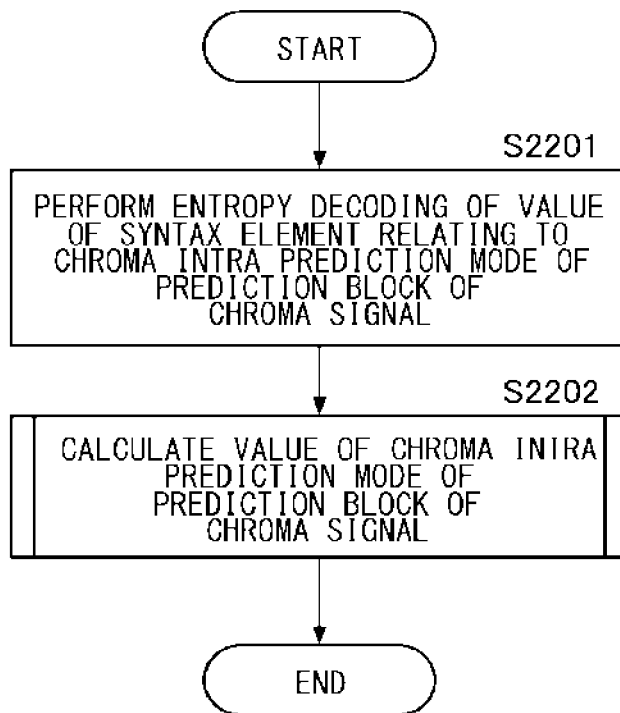 START
S2201
PERFORM ENTROPY DECODING OF VALUE
OF SYNTAX ELEMENT RELATING TO
CHROMA INTRA PREDICTION MODE OF
PREDICTION BLOCK OF
CHROMA SIGNAL
S2202
CALCULATE VALUE OF CHROMA INIRA
PREDICTION MODE OF
PREDICTION BLOCK OF
CHROMA SIGNAL
END